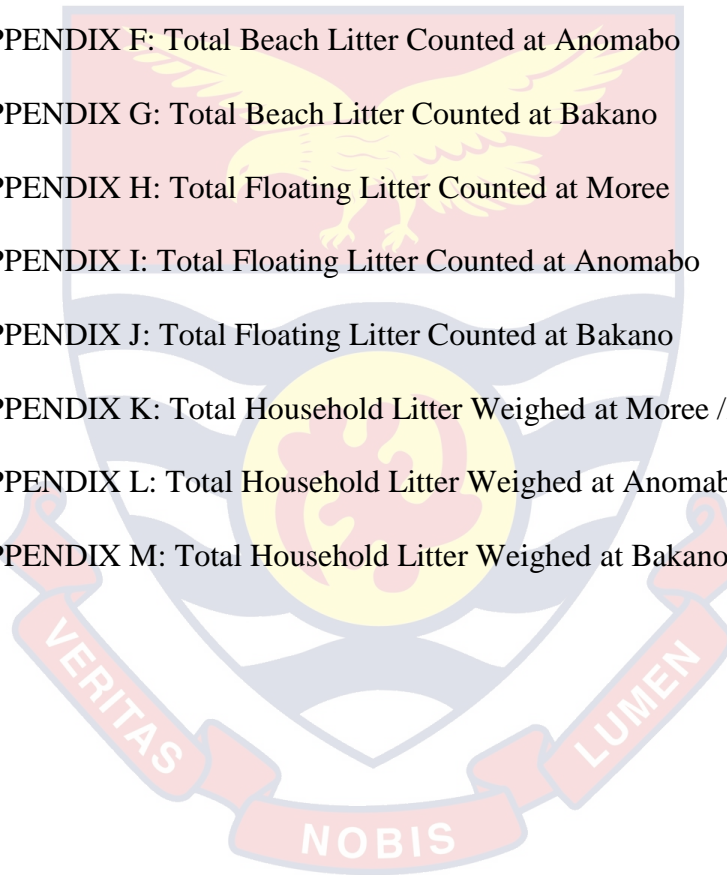 PPENDIX F: Total Beach Litter Counted at Anomabo
PPENDIX G: Total Beach Litter Counted at Bakano
PPENDIX H: Total Floating Litter Counted at Moree
PPENDIX I: Total Floating Litter Counted at Anomabo
PPENDIX J: Total Floating Litter Counted at Bakano
PPENDIX K: Total Household Litter Weighed at Moree /
PPENDIX L: Total Household Litter Weighed at Anomab
PPENDIX M: Total Household Litter Weighed at Bakano
VERITAS
NOBIS
LUMEN